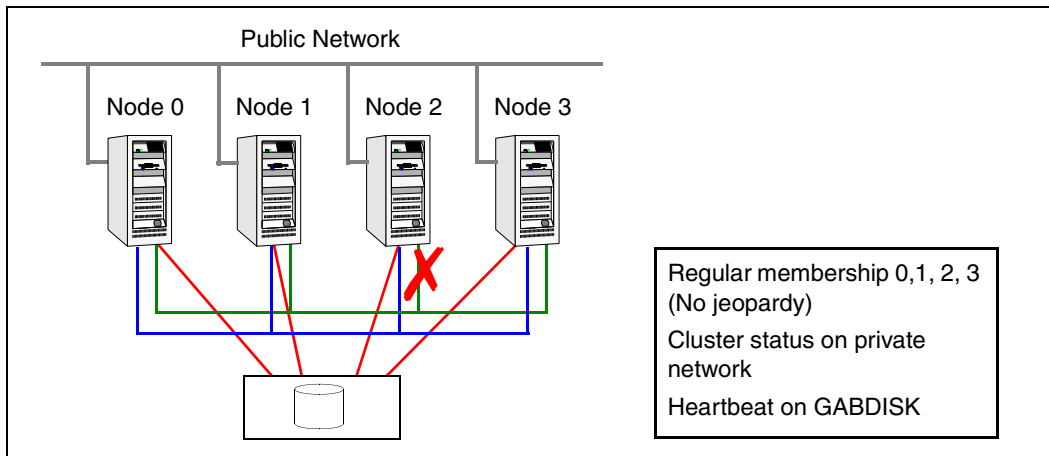 Public Network
Node 0
Node 1
Node 2
Node 3
Regular membership 0,1, 2, 3
(No jeopardy)
Cluster status on private
network
Heartbeat on GABDISK